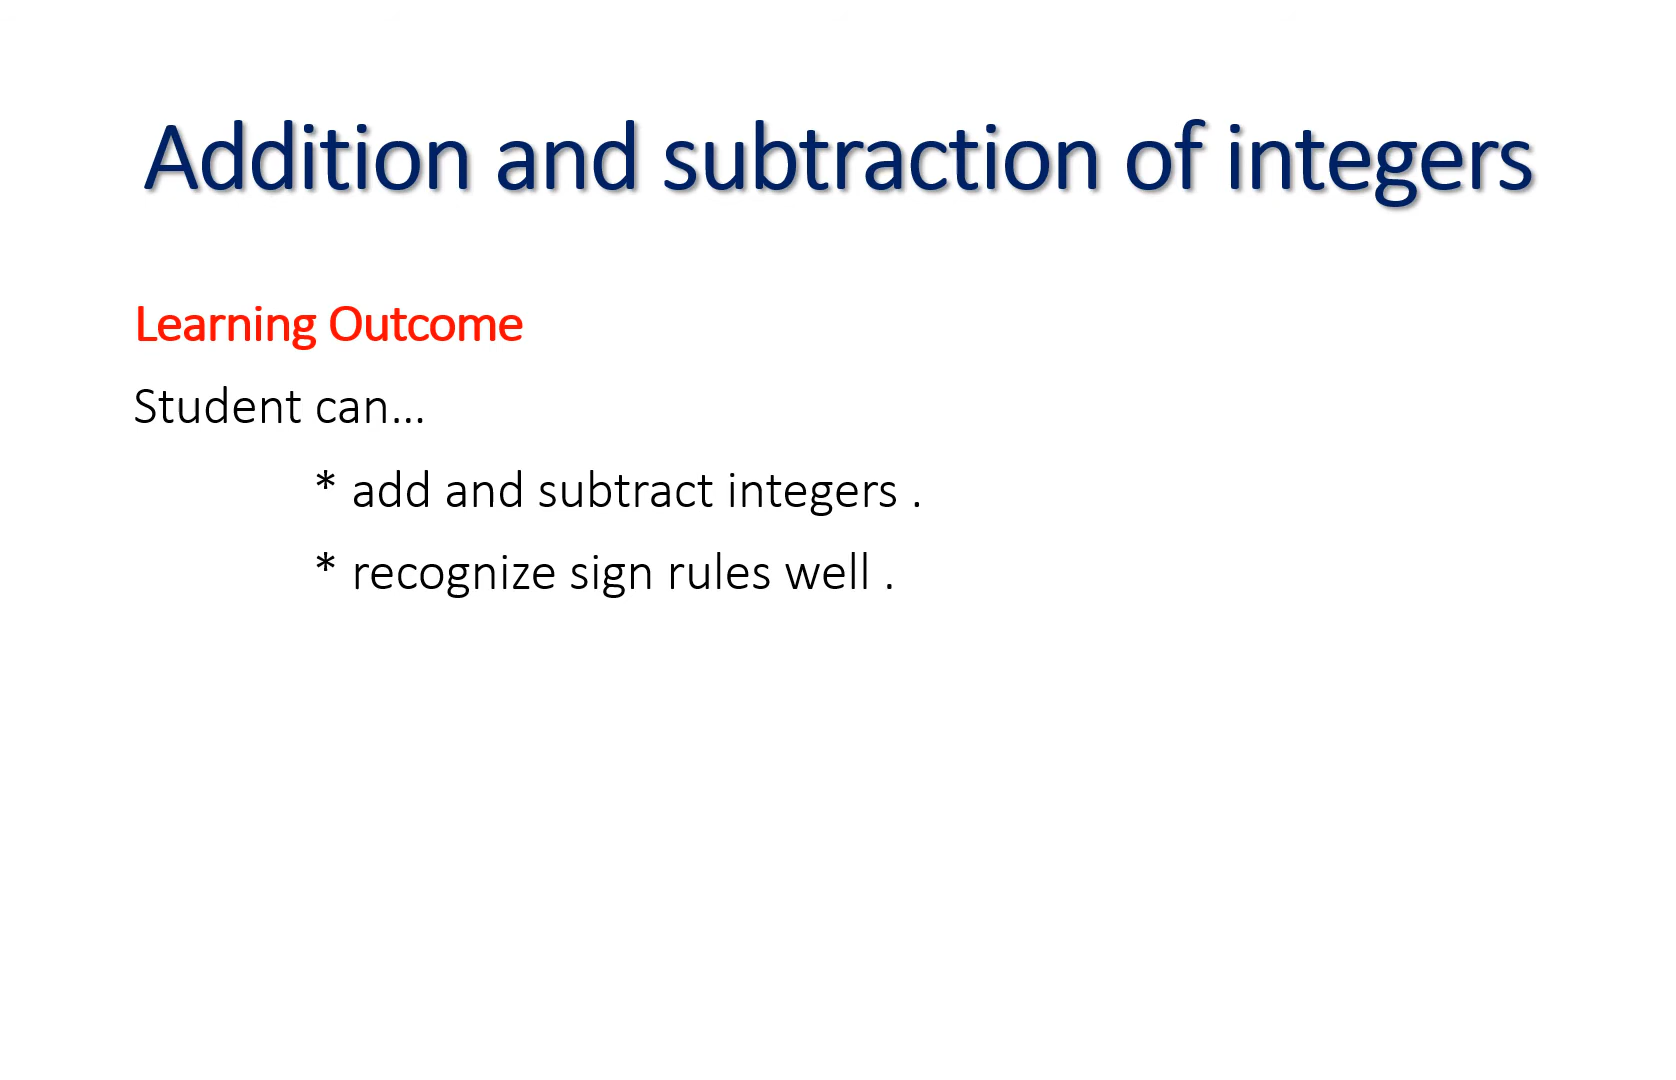 Addition and subtraction of integers
Learning Outcome
Student can...
* add and subtract integers .
* recognize sign rules well .